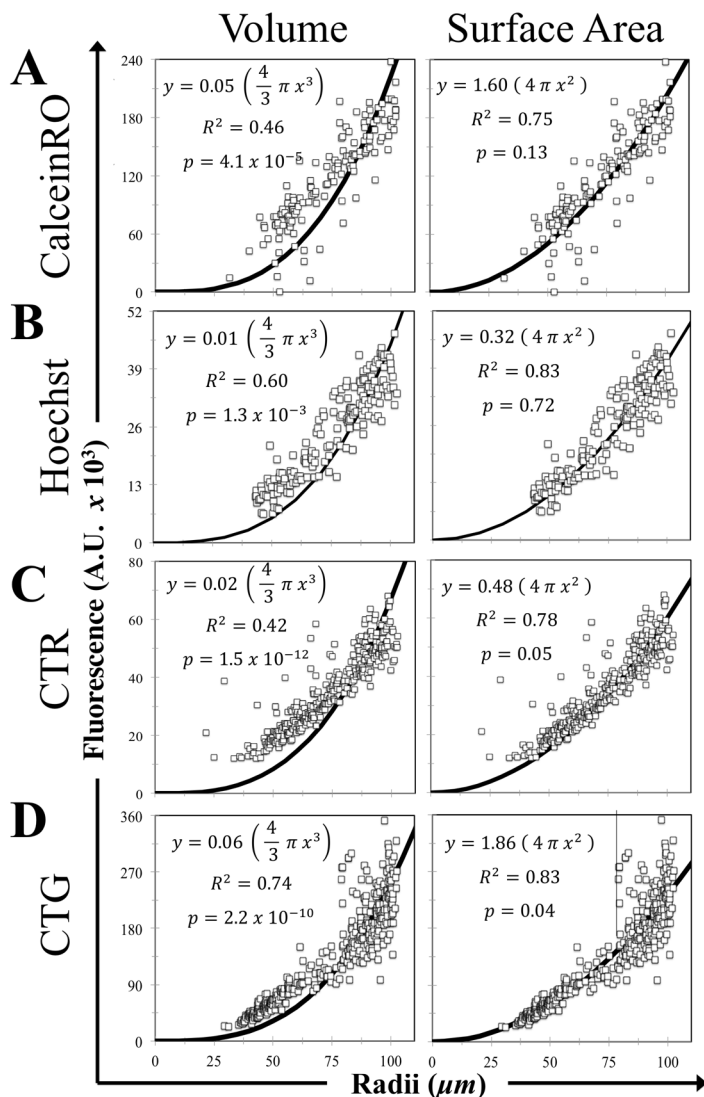 Volume
Surface Area
A
CalceinRO
240
180
120
60
0
y = 0.05 ( 4/3 π x³ )
R² = 0.46
p = 4.1 x 10⁻⁵
y = 1.60 ( 4 π x² )
R² = 0.75
p = 0.13
B
Hoechst
52
39
26
13
0
y = 0.01 ( 4/3 π x³ )
R² = 0.60
p = 1.3 x 10⁻³
y = 0.32 ( 4 π x² )
R² = 0.83
p = 0.72
Fluorescence (A.U. x 10³)
C
CTR
80
60
40
20
0
y = 0.02 ( 4/3 π x³ )
R² = 0.42
p = 1.5 x 10⁻¹²
y = 0.48 ( 4 π x² )
R² = 0.78
p = 0.05
D
CTG
360
270
180
90
0
y = 0.06 ( 4/3 π x³ )
R² = 0.74
p = 2.2 x 10⁻¹⁰
y = 1.86 ( 4 π x² )
R² = 0.83
p = 0.04
0 25 50 75 100
0 25 50 75 100
Radii (μm)